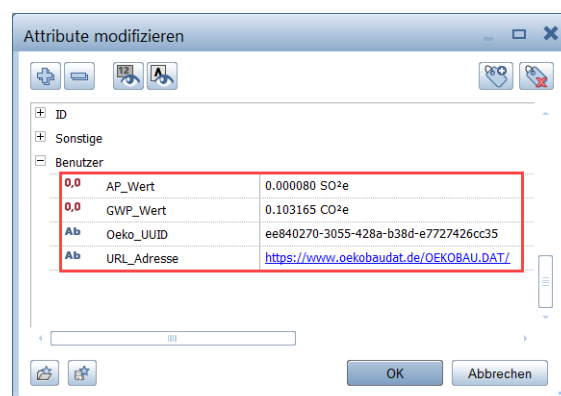 Attribute modifizieren
ID
Sonstige
Benutzer
0,0 AP_Wert 0.000080 SO²e
0,0 GWP_Wert 0.103165 CO²e
Ab Oeko_UUID ee840270-3055-428a-b38d-e7727426cc35
Ab URL_Adresse https://www.oekobaudat.de/OEKOBAU.DAT/
OK Abbrechen